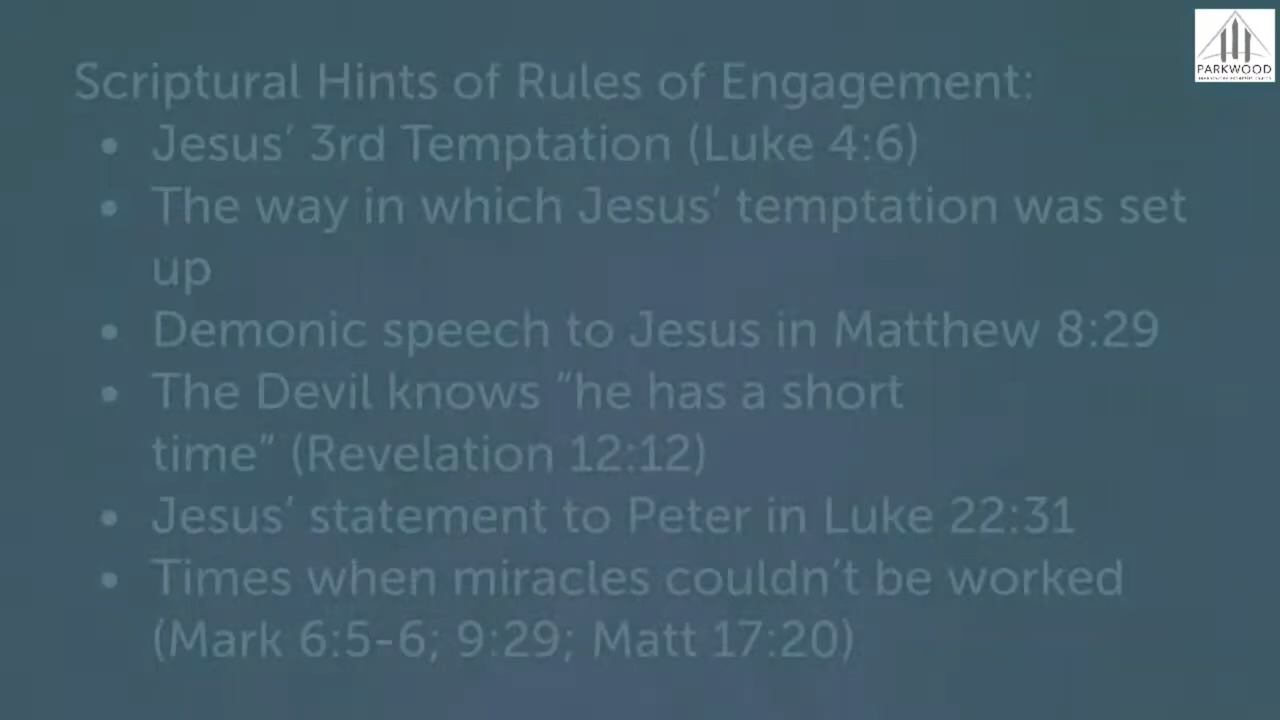 PARKWOOD
Scriptural Hints of Rules of Engagement:
• Jesus’ 3rd Temptation (Luke 4:6)
• The way in which Jesus’ temptation was set
up
• Demonic speech to Jesus in Matthew 8:29
• The Devil knows “he has a short
time” (Revelation 12:12)
• Jesus’ statement to Peter in Luke 22:31
• Times when miracles couldn’t be worked
(Mark 6:5-6; 9:29; Matt 17:20)